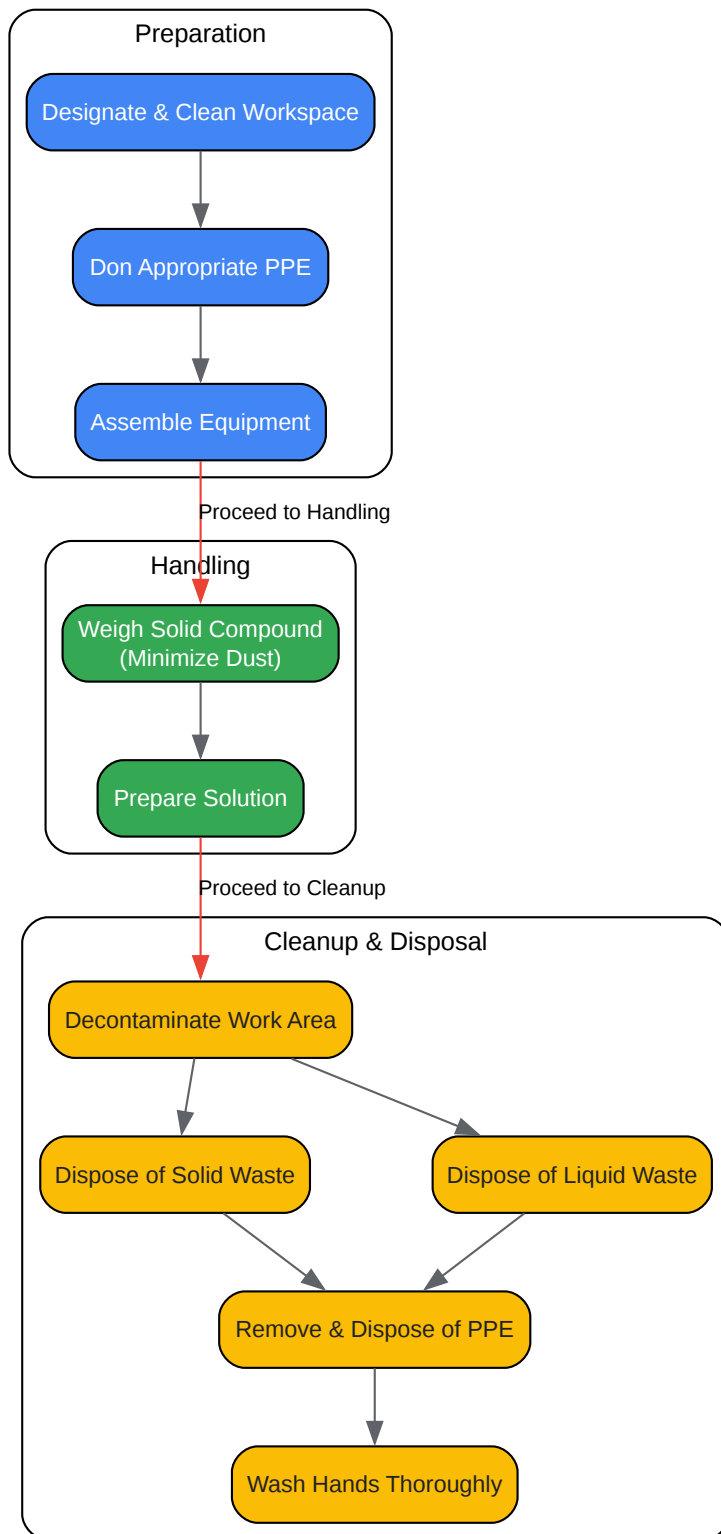 Preparation
Designate & Clean Workspace
Don Appropriate PPE
Assemble Equipment
Proceed to Handling
Handling
Weigh Solid Compound
(Minimize Dust)
Prepare Solution
Proceed to Cleanup
Cleanup & Disposal
Decontaminate Work Area
Dispose of Solid Waste
Dispose of Liquid Waste
Remove & Dispose of PPE
Wash Hands Thoroughly